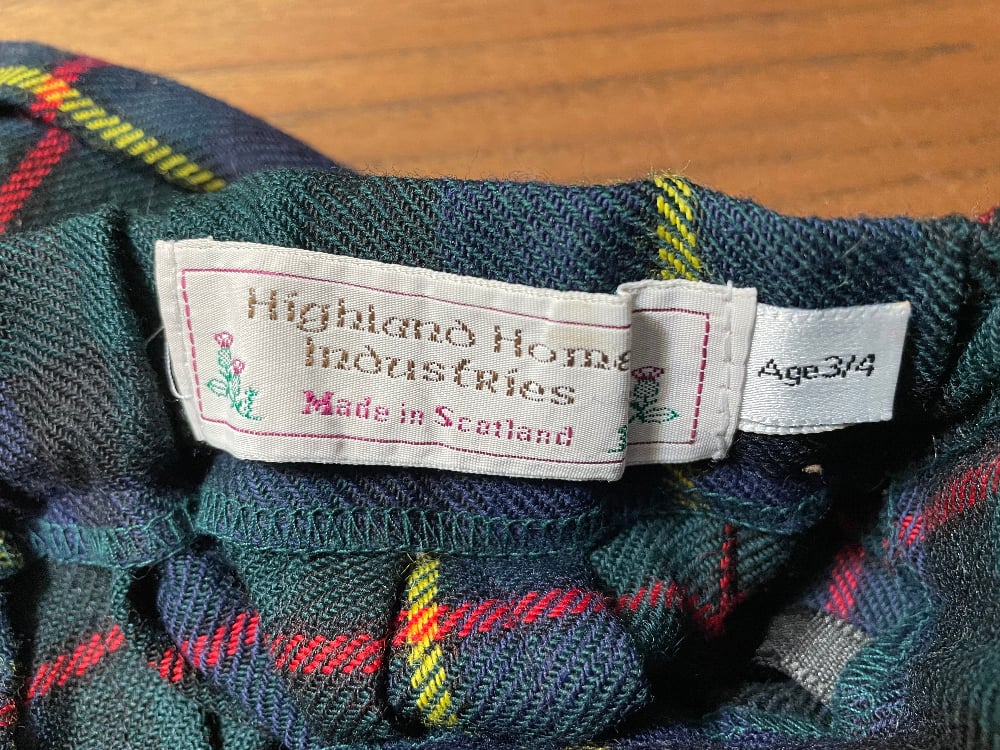 Highland Home
Industries
Made in Scotland
Age 3/4